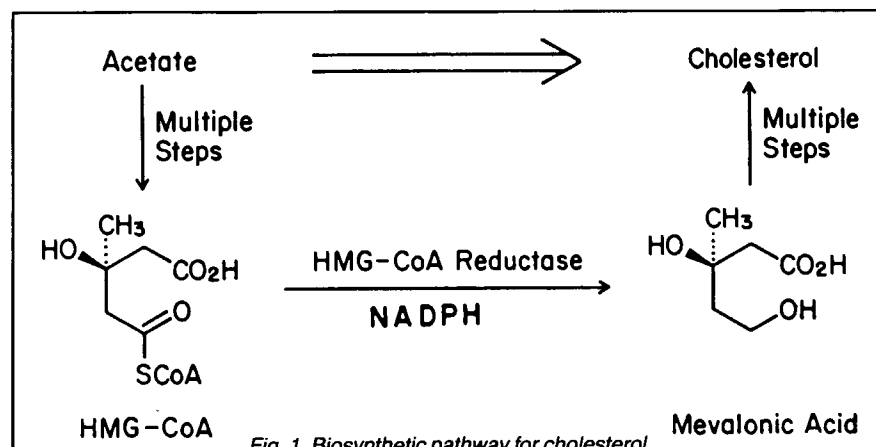 Acetate
Cholesterol
Multiple
Steps
Multiple
Steps
CH₃
HO
CO₂H
O
SCoA
HMG-CoA
HMG-CoA Reductase
NADPH
CH₃
HO
CO₂H
OH
Mevalonic Acid
Fig. 1. Biosynthetic pathway for cholesterol